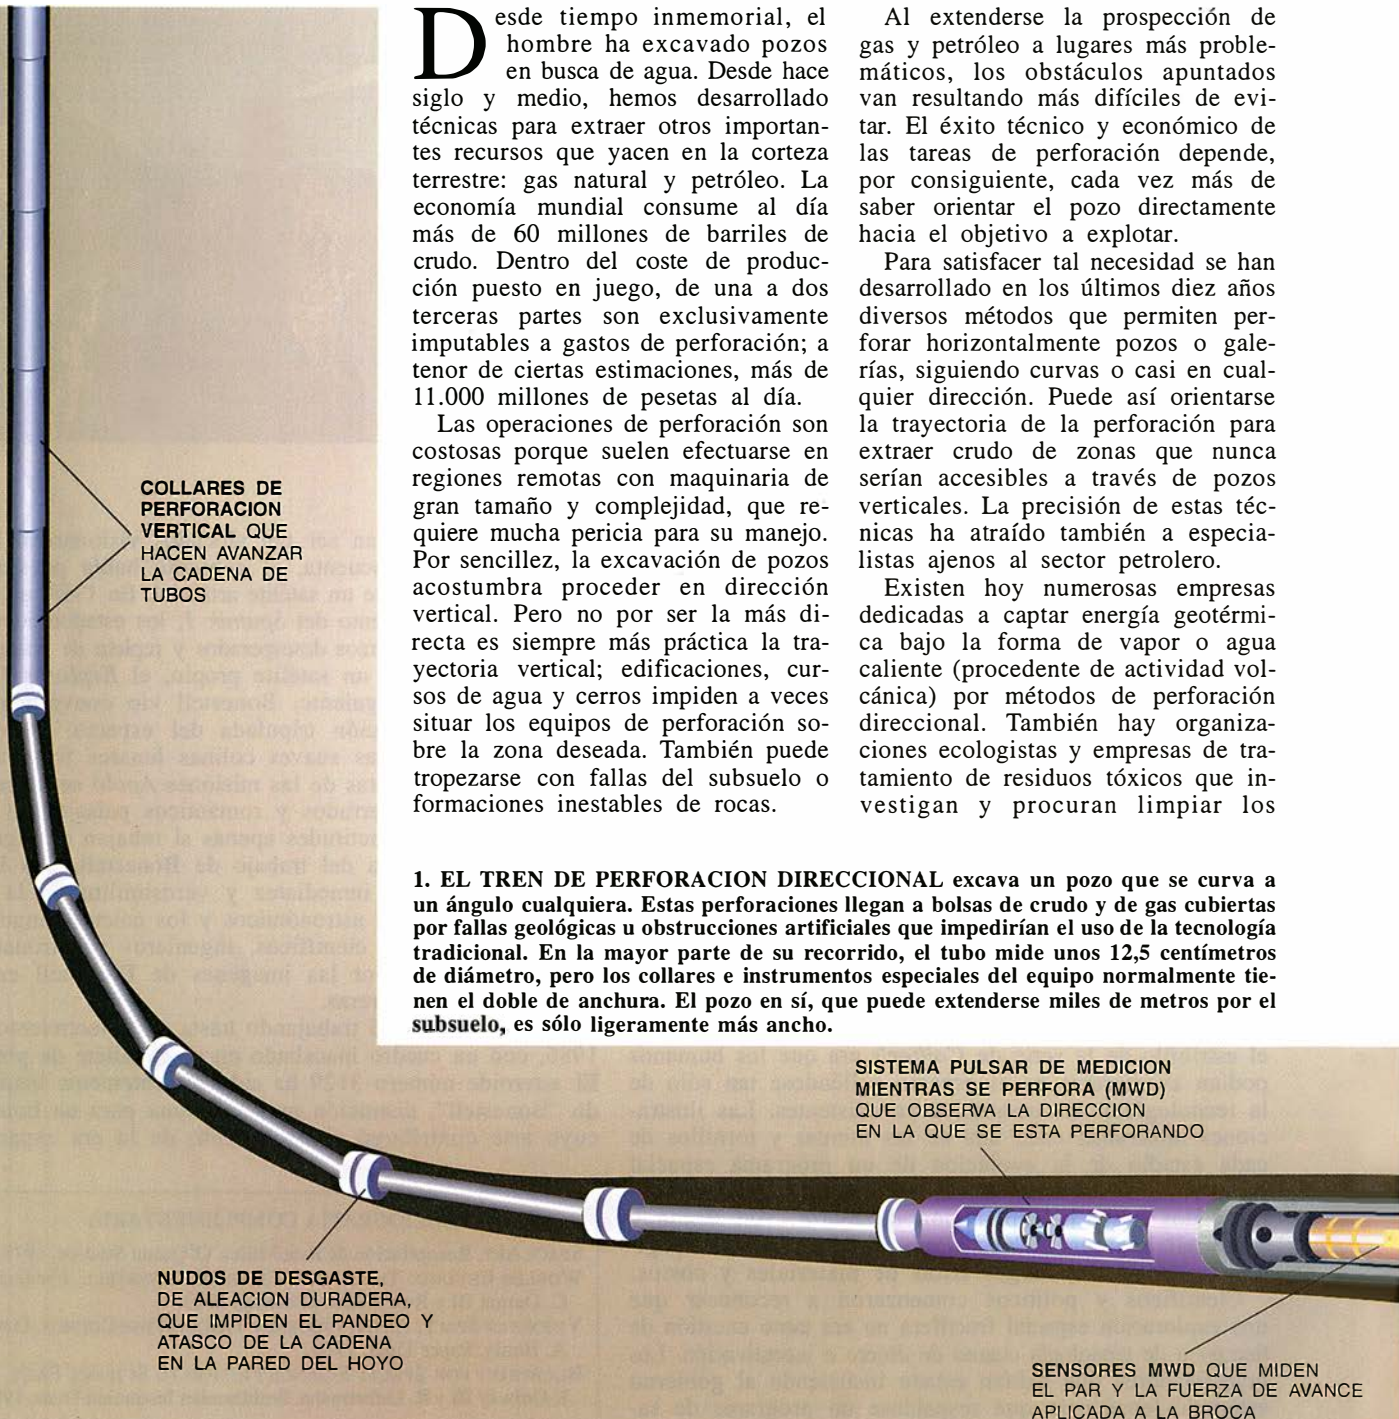 Desde tiempo inmemorial, el
hombre ha excavado pozos
en busca de agua. Desde hace
siglo y medio, hemos desarrollado
técnicas para extraer otros importan-
tes recursos que yacen en la corteza
terrestre: gas natural y petróleo. La
economía mundial consume al día
más de 60 millones de barriles de
crudo. Dentro del coste de produc-
ción puesto en juego, de una a dos
terceras partes son exclusivamente
imputables a gastos de perforación; a
tenor de ciertas estimaciones, más de
11.000 millones de pesetas al día.
Las operaciones de perforación son
costosas porque suelen efectuarse en
regiones remotas con maquinaria de
gran tamaño y complejidad, que re-
quiere mucha pericia para su manejo.
Por sencillez, la excavación de pozos
acostumbra proceder en dirección
vertical. Pero no por ser la más di-
recta es siempre más práctica la tra-
yectoria vertical; edificaciones, cur-
sos de agua y cerros impiden a veces
situar los equipos de perforación so-
bre la zona deseada. También puede
tropezarse con fallas del subsuelo o
formaciones inestables de rocas.
Al extenderse la prospección de
gas y petróleo a lugares más proble-
máticos, los obstáculos apuntados
van resultando más difíciles de evi-
tar. El éxito técnico y económico de
las tareas de perforación depende,
por consiguiente, cada vez más de
saber orientar el pozo directamente
hacia el objetivo a explotar.
Para satisfacer tal necesidad se han
desarrollado en los últimos diez años
diversos métodos que permiten per-
forar horizontalmente pozos o gale-
rías, siguiendo curvas o casi en cual-
quier dirección. Puede así orientarse
la trayectoria de la perforación para
extraer crudo de zonas que nunca
serían accesibles a través de pozos
verticales. La precisión de estas téc-
nicas ha atraído también a especia-
listas ajenos al sector petrolero.
Existen hoy numerosas empresas
dedicadas a captar energía geotérmi-
ca bajo la forma de vapor o agua
caliente (procedente de actividad vol-
cánica) por métodos de perforación
direccional. También hay organiza-
ciones ecologistas y empresas de tra-
tamiento de residuos tóxicos que in-
vestigan y procuran limpiar los
COLLARES DE
PERFORACION
VERTICAL QUE
HACEN AVANZAR
LA CADENA DE
TUBOS
1. EL TREN DE PERFORACION DIRECCIONAL excava un pozo que se curva a
un ángulo cualquiera. Estas perforaciones llegan a bolsas de crudo y de gas cubiertas
por fallas geológicas u obstrucciones artificiales que impedirían el uso de la tecnología
tradicional. En la mayor parte de su recorrido, el tubo mide unos 12,5 centímetros
de diámetro, pero los collares e instrumentos especiales del equipo normalmente tie-
nen el doble de anchura. El pozo en sí, que puede extenderse miles de metros por el
subsuelo, es sólo ligeramente más ancho.
SISTEMA PULSAR DE MEDICION
MIENTRAS SE PERFORA (MWD)
QUE OBSERVA LA DIRECCION
EN LA QUE SE ESTA PERFORANDO
NUDOS DE DESGASTE,
DE ALEACION DURADERA,
QUE IMPIDEN EL PANDEO Y
ATASCO DE LA CADENA
EN LA PARED DEL HOYO
SENSORES MWD QUE MIDEN
EL PAR Y LA FUERZA DE AVANCE
APLICADA A LA BROCA